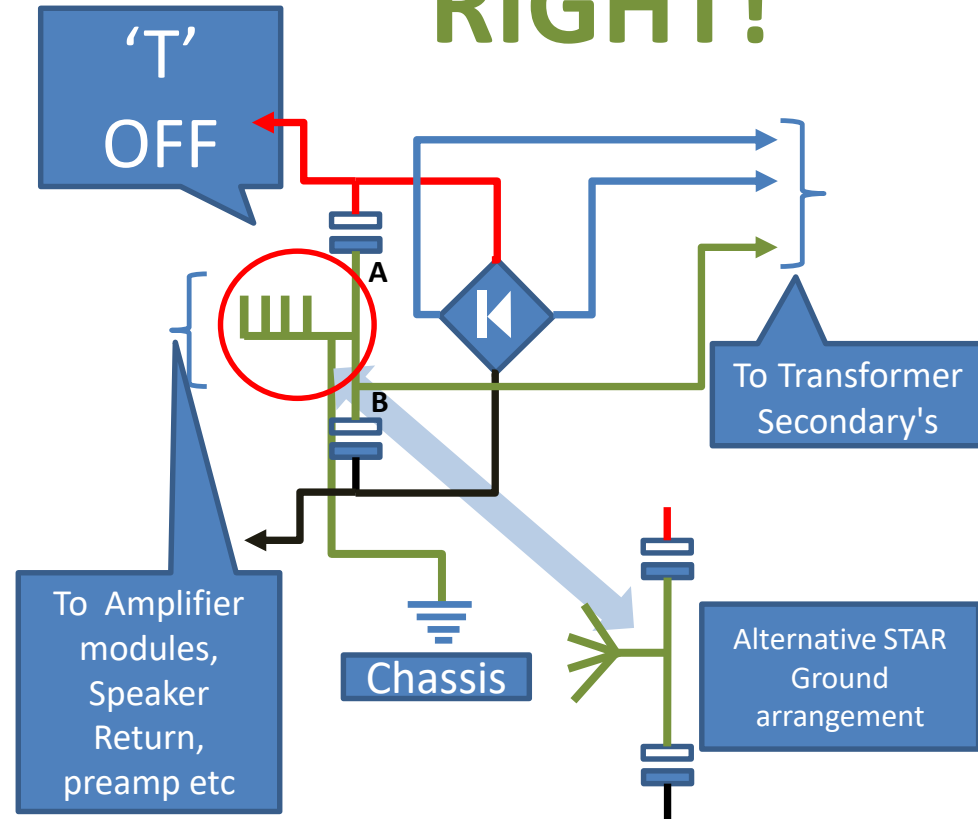 RIGHT!
‘T’
OFF
A
B
To Transformer
Secondary's
To Amplifier
modules,
Speaker
Return,
preamp etc
Chassis
Alternative STAR
Ground
arrangement